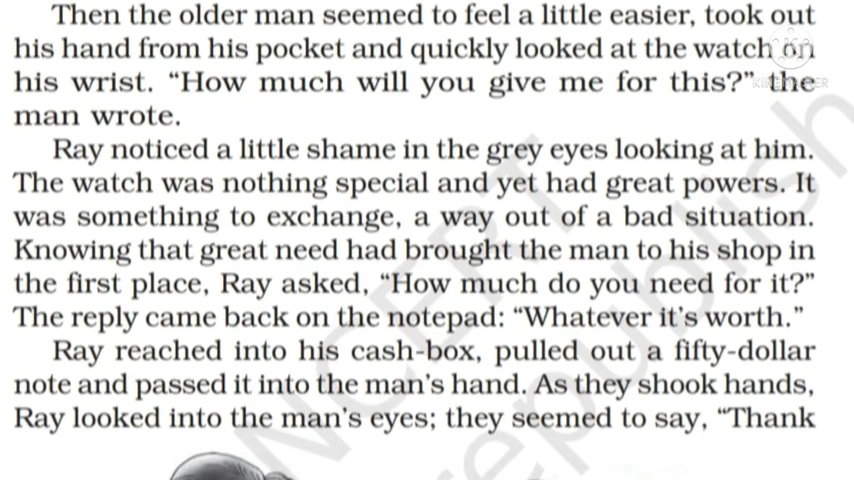 Then the older man seemed to feel a little easier, took out
his hand from his pocket and quickly looked at the watch on
his wrist. “How much will you give me for this?” the
man wrote.
Ray noticed a little shame in the grey eyes looking at him.
The watch was nothing special and yet had great powers. It
was something to exchange, a way out of a bad situation.
Knowing that great need had brought the man to his shop in
the first place, Ray asked, “How much do you need for it?”
The reply came back on the notepad: “Whatever it’s worth.”
Ray reached into his cash-box, pulled out a fifty-dollar
note and passed it into the man’s hand. As they shook hands,
Ray looked into the man’s eyes; they seemed to say, “Thank
NCERT
republish
KINEMASTER